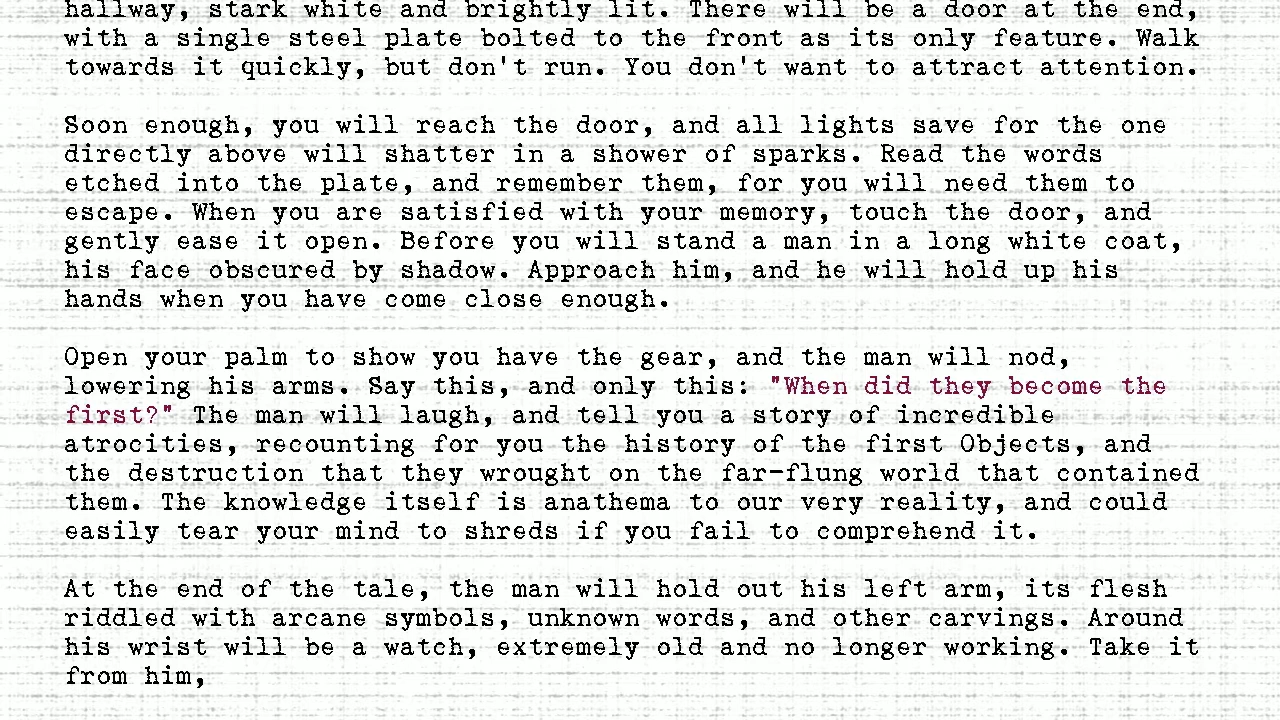 hallway, stark white and brightly lit. There will be a door at the end,
with a single steel plate bolted to the front as its only feature. Walk
towards it quickly, but don't run. You don't want to attract attention.
Soon enough, you will reach the door, and all lights save for the one
directly above will shatter in a shower of sparks. Read the words
etched into the plate, and remember them, for you will need them to
escape. When you are satisfied with your memory, touch the door, and
gently ease it open. Before you will stand a man in a long white coat,
his face obscured by shadow. Approach him, and he will hold up his
hands when you have come close enough.
Open your palm to show you have the gear, and the man will nod,
lowering his arms. Say this, and only this: "When did they become the
first?" The man will laugh, and tell you a story of incredible
atrocities, recounting for you the history of the first Objects, and
the destruction that they wrought on the far-flung world that contained
them. The knowledge itself is anathema to our very reality, and could
easily tear your mind to shreds if you fail to comprehend it.
At the end of the tale, the man will hold out his left arm, its flesh
riddled with arcane symbols, unknown words, and other carvings. Around
his wrist will be a watch, extremely old and no longer working. Take it
from him,